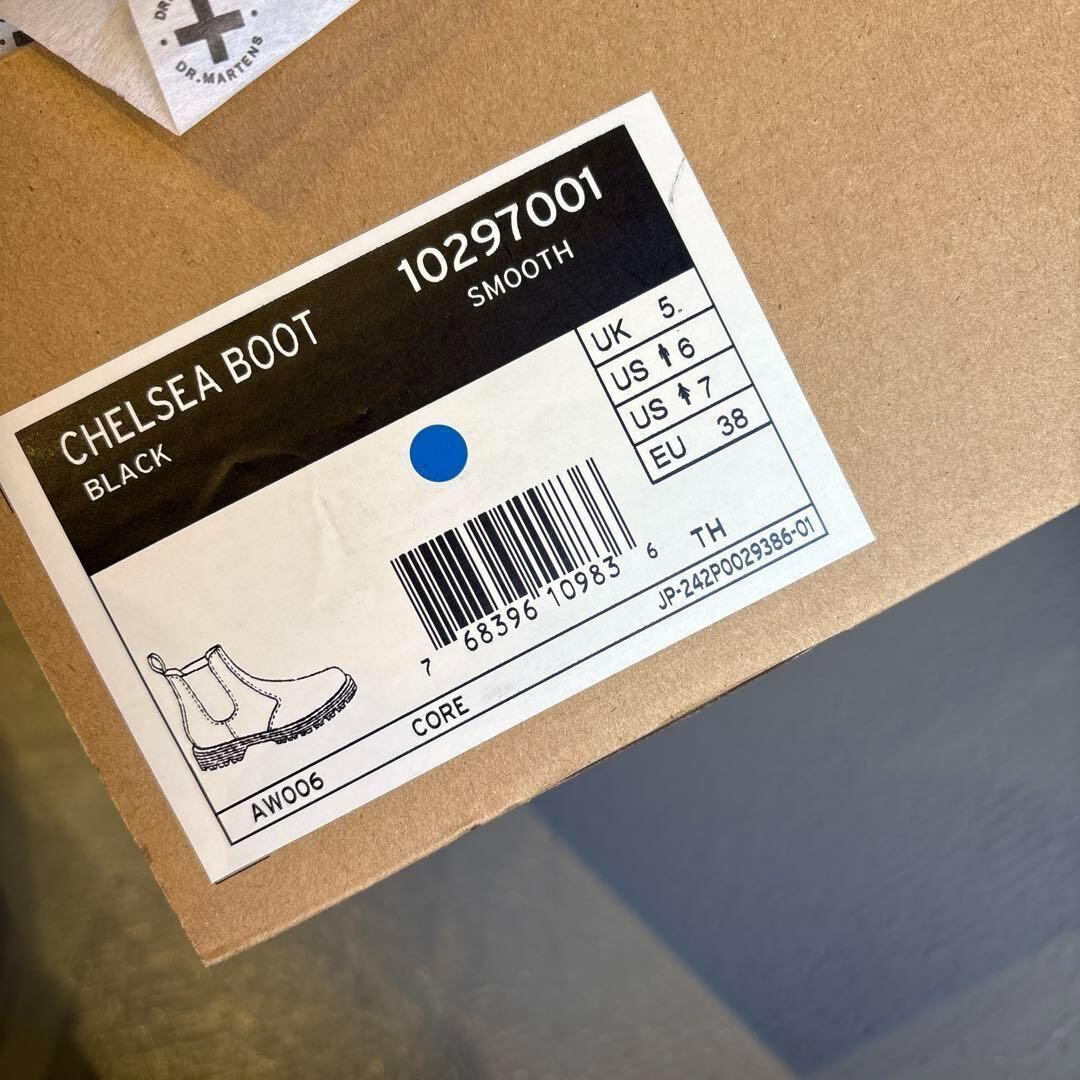 DR.MARTENS
CHELSEA BOOT
BLACK
10297001
SMOOTH
UK 5
US 6
US 7
EU 38
7 68396 10983 6
TH
JP-242P0029386-01
CORE
AW006